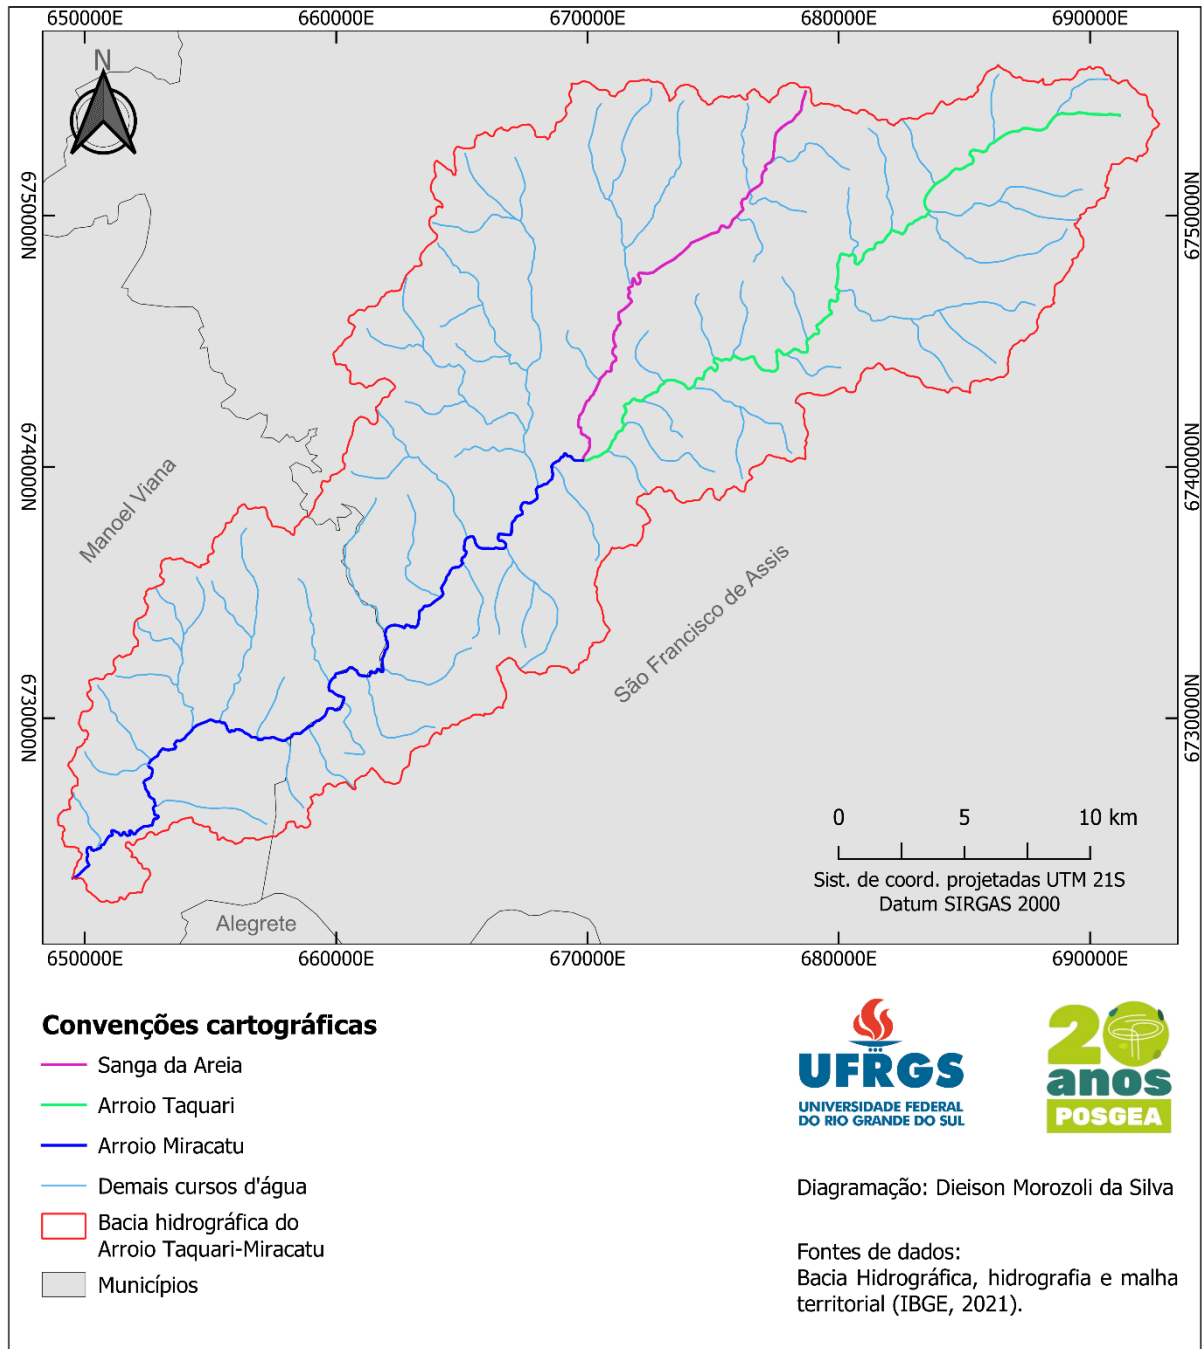 650000E 660000E 670000E 680000E 690000E
N
6750000N
6750000N
6740000N
6740000N
Manoel Viana
São Francisco de Assis
6730000N
6730000N
0 5 10 km
Sist. de coord. projetadas UTM 21S
Datum SIRGAS 2000
Alegrete
650000E 660000E 670000E 680000E 690000E
Convenções cartográficas
Sanga da Areia
Arroio Taquari
Arroio Miracatu
Demais cursos d'água
Bacia hidrográfica do
Arroio Taquari-Miracatu
Municípios
UFRGS
UNIVERSIDADE FEDERAL
DO RIO GRANDE DO SUL
20
anos
POSGEA
Diagramação: Dieison Morozoli da Silva
Fontes de dados:
Bacia Hidrográfica, hidrografia e malha
territorial (IBGE, 2021).